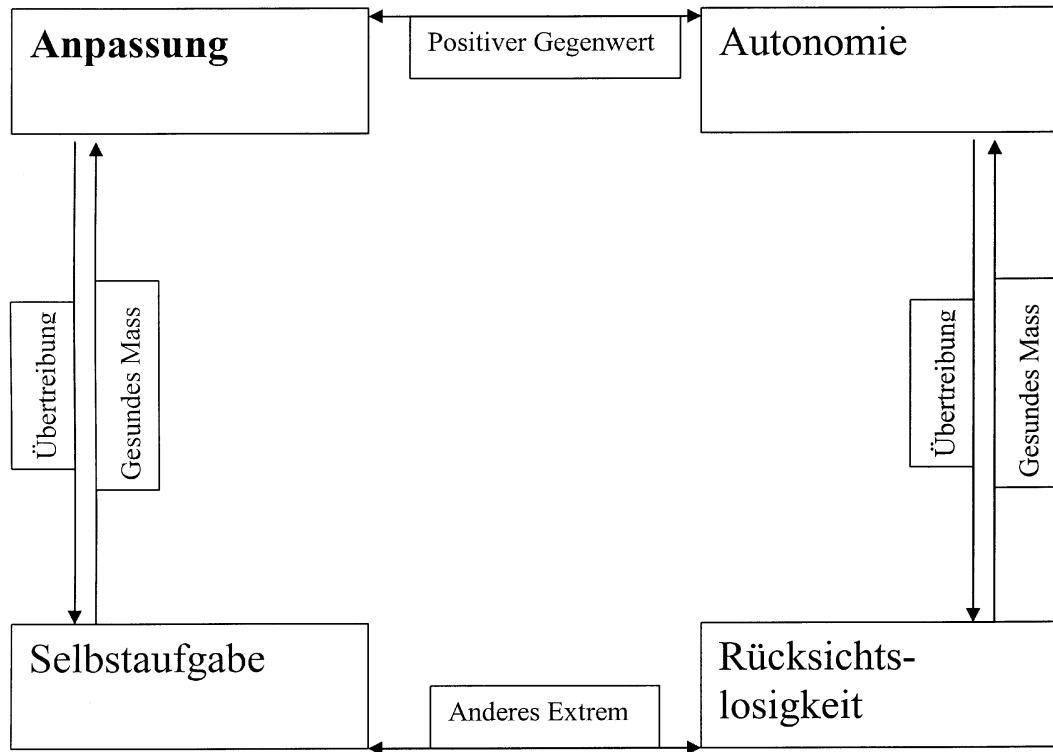 Anpassung
Positiver Gegenwert
Autonomie
Übertreibung
Gesundes Mass
Übertreibung
Gesundes Mass
Selbstaufgabe
Anderes Extrem
Rücksichts-
losigkeit